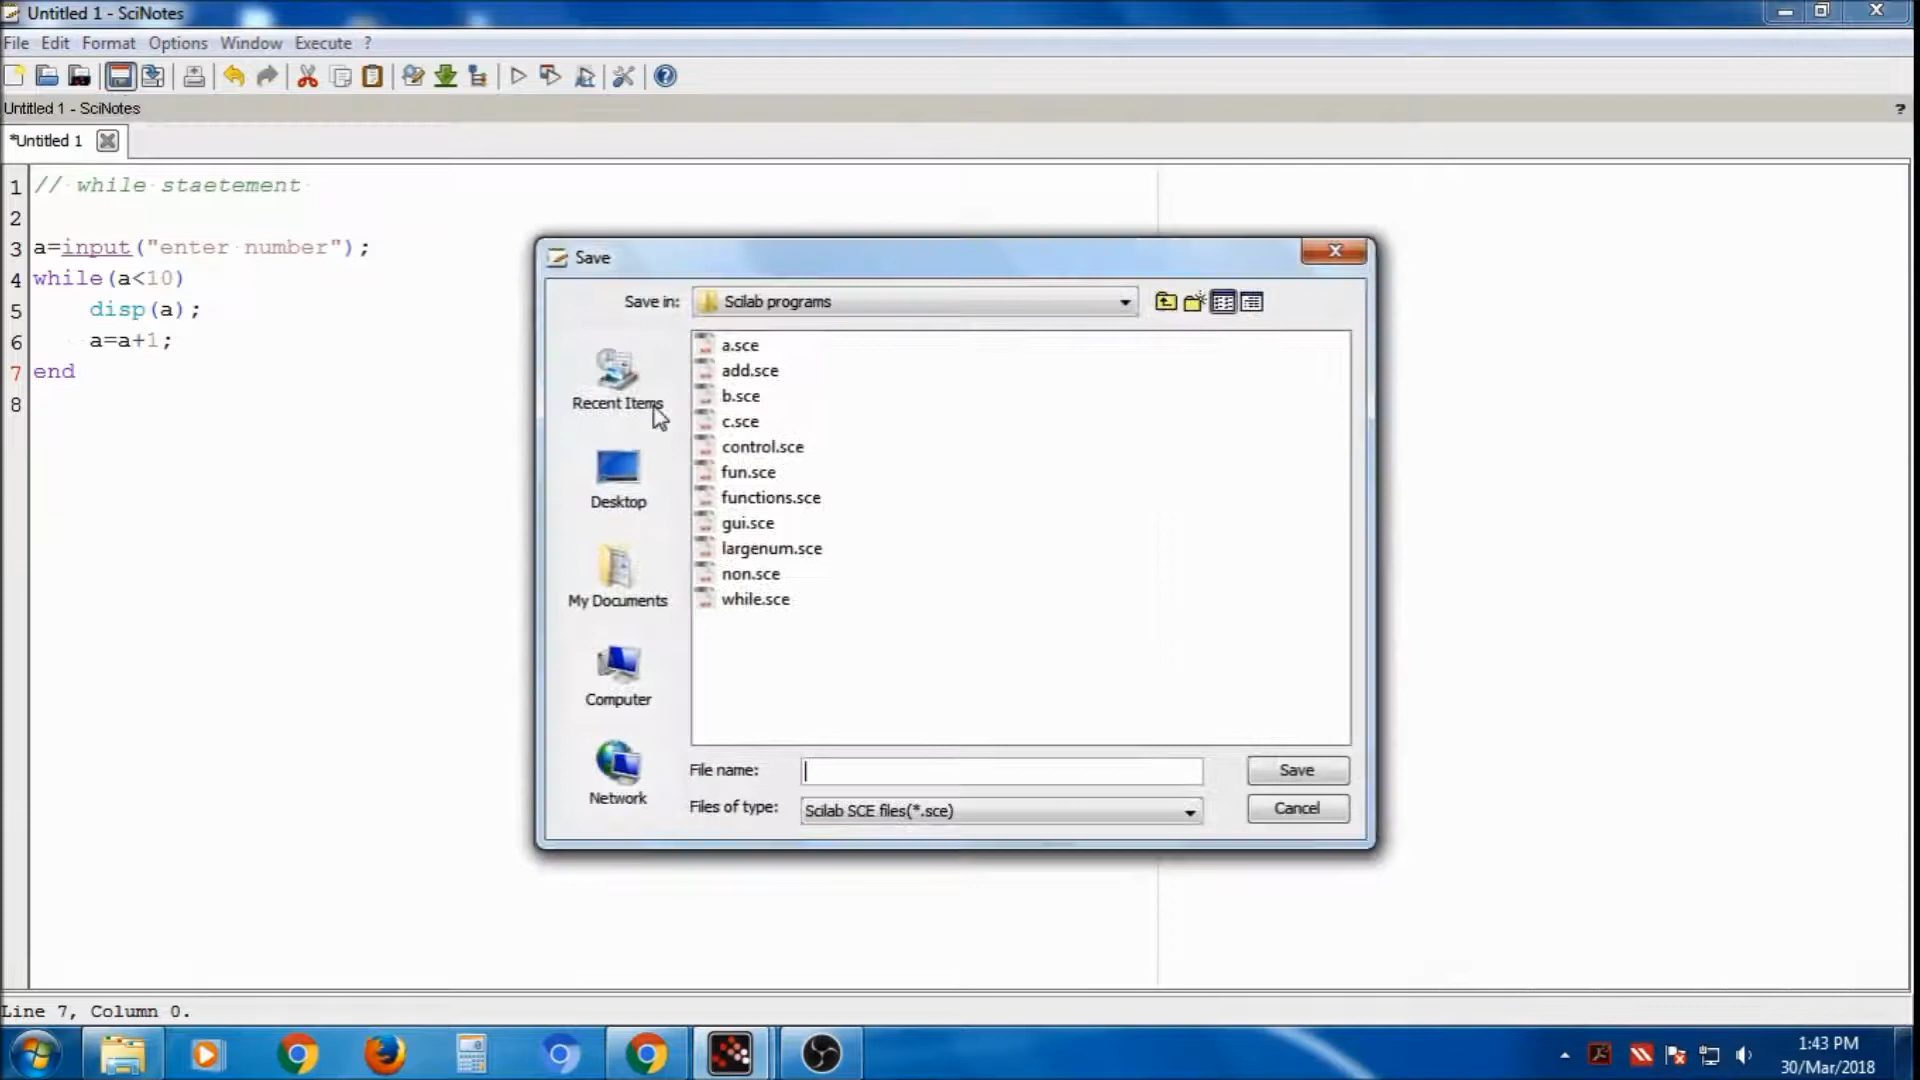 Untitled 1 - SciNotes
File Edit Format Options Window Execute ?
Untitled 1 - SciNotes ?
*Untitled 1
1 // while staetement
2
3 a=input("enter number");
4 while(a<10)
5 disp(a);
6 a=a+1;
7 end
8
Save
Save in: Scilab programs
Recent Items
Desktop
My Documents
Computer
Network
a.sce
add.sce
b.sce
c.sce
control.sce
fun.sce
functions.sce
gui.sce
largenum.sce
non.sce
while.sce
File name: Save
Files of type: Scilab SCE files(*.sce) Cancel
Line 7, Column 0.
1:43 PM
30/Mar/2018